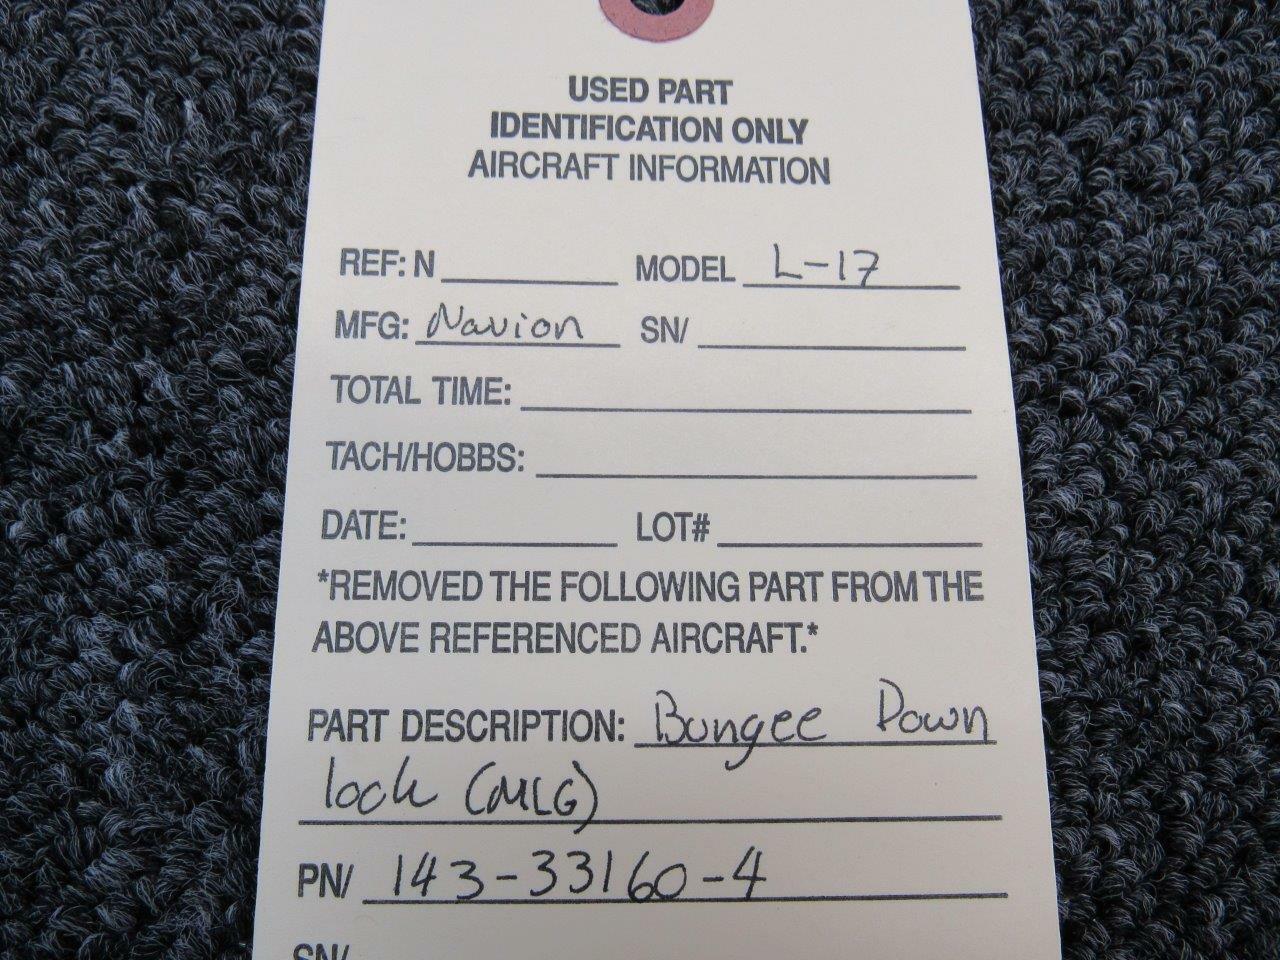 USED PART
IDENTIFICATION ONLY
AIRCRAFT INFORMATION
REF: N MODEL L-17
MFG: Navion SN/
TOTAL TIME:
TACH/HOBBS:
DATE: LOT#
*REMOVED THE FOLLOWING PART FROM THE
ABOVE REFERENCED AIRCRAFT.*
PART DESCRIPTION: Bungee Down
lock (MLG)
PN/ 143-33160-4
SN/